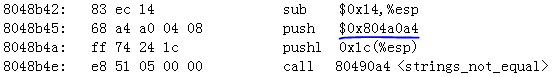 8048b42: 83 ec 14 sub $0x14,%esp
8048b45: 68 a4 a0 04 08 push $0x804a0a4
8048b4a: ff 74 24 1c pushl 0x1c(%esp)
8048b4e: e8 51 05 00 00 call 80490a4 <strings_not_equal>